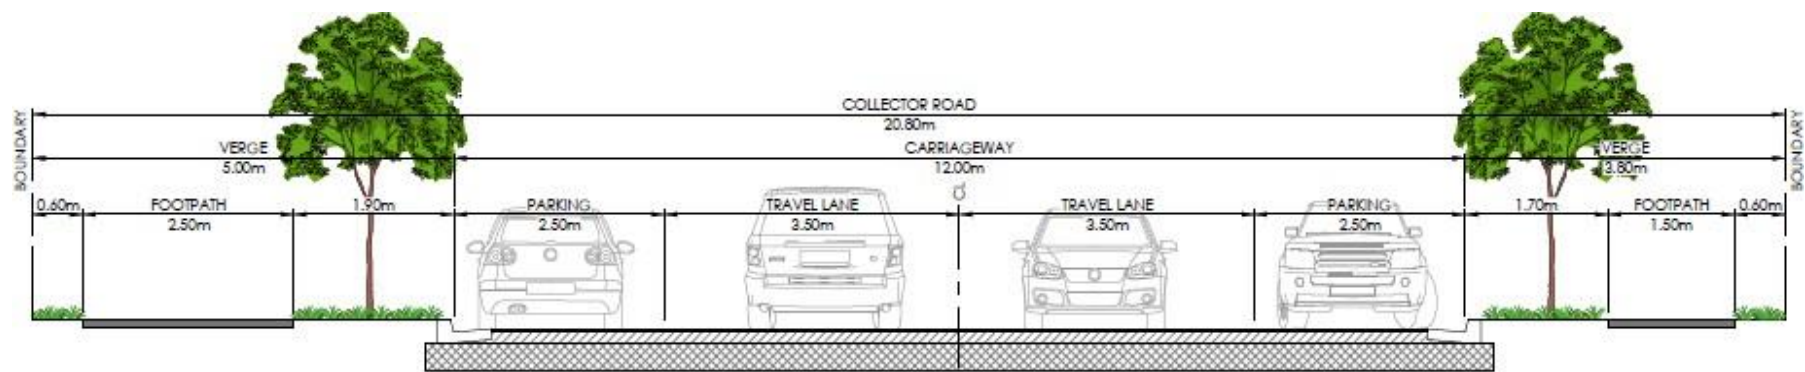 COLLECTOR ROAD
20.80m
BOUNDARY
VERGE
5.00m
CARRIAGEWAY
12.00m
VERGE
3.80m
BOUNDARY
0.60m
FOOTPATH
2.50m
1.90m
PARKING
2.50m
TRAVEL LANE
3.50m
TRAVEL LANE
3.50m
PARKING
2.50m
1.70m
FOOTPATH
1.50m
0.60m